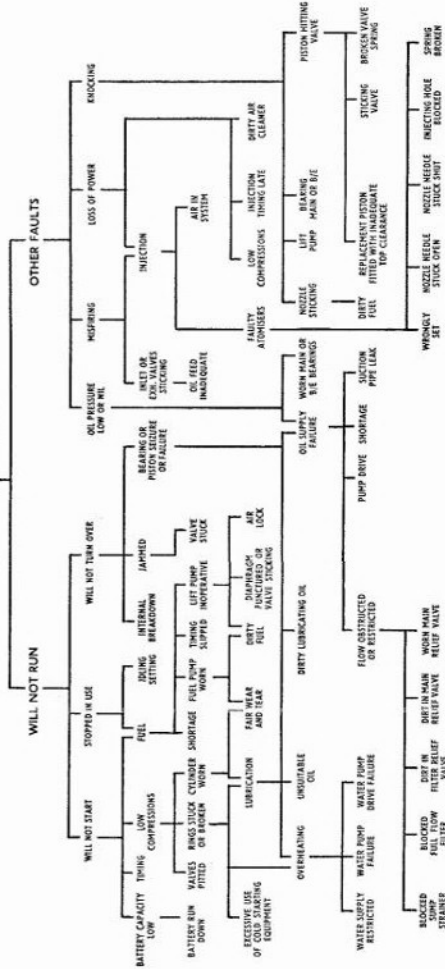 WILL NOT RUN
OTHER FAULTS
WILL NOT START
STOPPED IN USE
WILL NOT TURN OVER
OIL PRESSURE
LOW OR NIL
MISFIRING
LOSS OF POWER
KNOCKING
BATTERY CAPACITY
LOW
TIMING
LOW
COMPRESSIONS
FUEL
IDLING
SETTING
INTERNAL
BREAKDOWN
JAMMED
BEARING OR
PISTON SEIZURE
OR FAILURE
INLET OR
EXH. VALVES
STICKING
INJECTION
BATTERY RUN
DOWN
VALVES
PITTED
RINGS STUCK
OR BROKEN
CYLINDER
WORN
SHORTAGE
FUEL PUMP
WORN
TIMING
SLIPPED
LIFT PUMP
INOPERATIVE
VALVE
STUCK
OIL FEED
INADEQUATE
AIR IN
SYSTEM
EXCESSIVE USE
OF COLD STARTING
EQUIPMENT
LUBRICATION
FAIR WEAR
AND TEAR
DIRTY
FUEL
DIAPHRAGM
PUNCTURED OR
VALVE STICKING
AIR
LOCK
FAULTY
ATOMISERS
LOW
COMPRESSIONS
INJECTION
TIMING LATE
DIRTY AIR
CLEANER
OVERHEATING
UNSUITABLE
OIL
DIRTY LUBRICATING OIL
OIL SUPPLY
FAILURE
WORN MAIN OR
B/E BEARINGS
NOZZLE
STICKING
LIFT
PUMP
BEARING
MAIN OR B/E
PISTON HITTING
VALVE
WATER SUPPLY
RESTRICTED
WATER PUMP
FAILURE
WATER PUMP
DRIVE FAILURE
FLOW OBSTRUCTED
OR RESTRICTED
PUMP DRIVE
SHORTAGE
SUCTION
PIPE LEAK
DIRTY
FUEL
REPLACEMENT PISTON
FITTED WITH INADEQUATE
TOP CLEARANCE
STICKING
VALVE
BROKEN VALVE
SPRING
BLOCKED
SUMP
STRAINER
BLOCKED
FULL FLOW
FILTER
DIRT IN
FILTER RELIEF
VALVE
DIRT IN MAIN
RELIEF VALVE
WORN MAIN
RELIEF VALVE
WRONGLY
SET
NOZZLE NEEDLE
STUCK OPEN
NOZZLE NEEDLE
STUCK SHUT
INJECTING HOLE
BLOCKED
SPRING
BROKEN